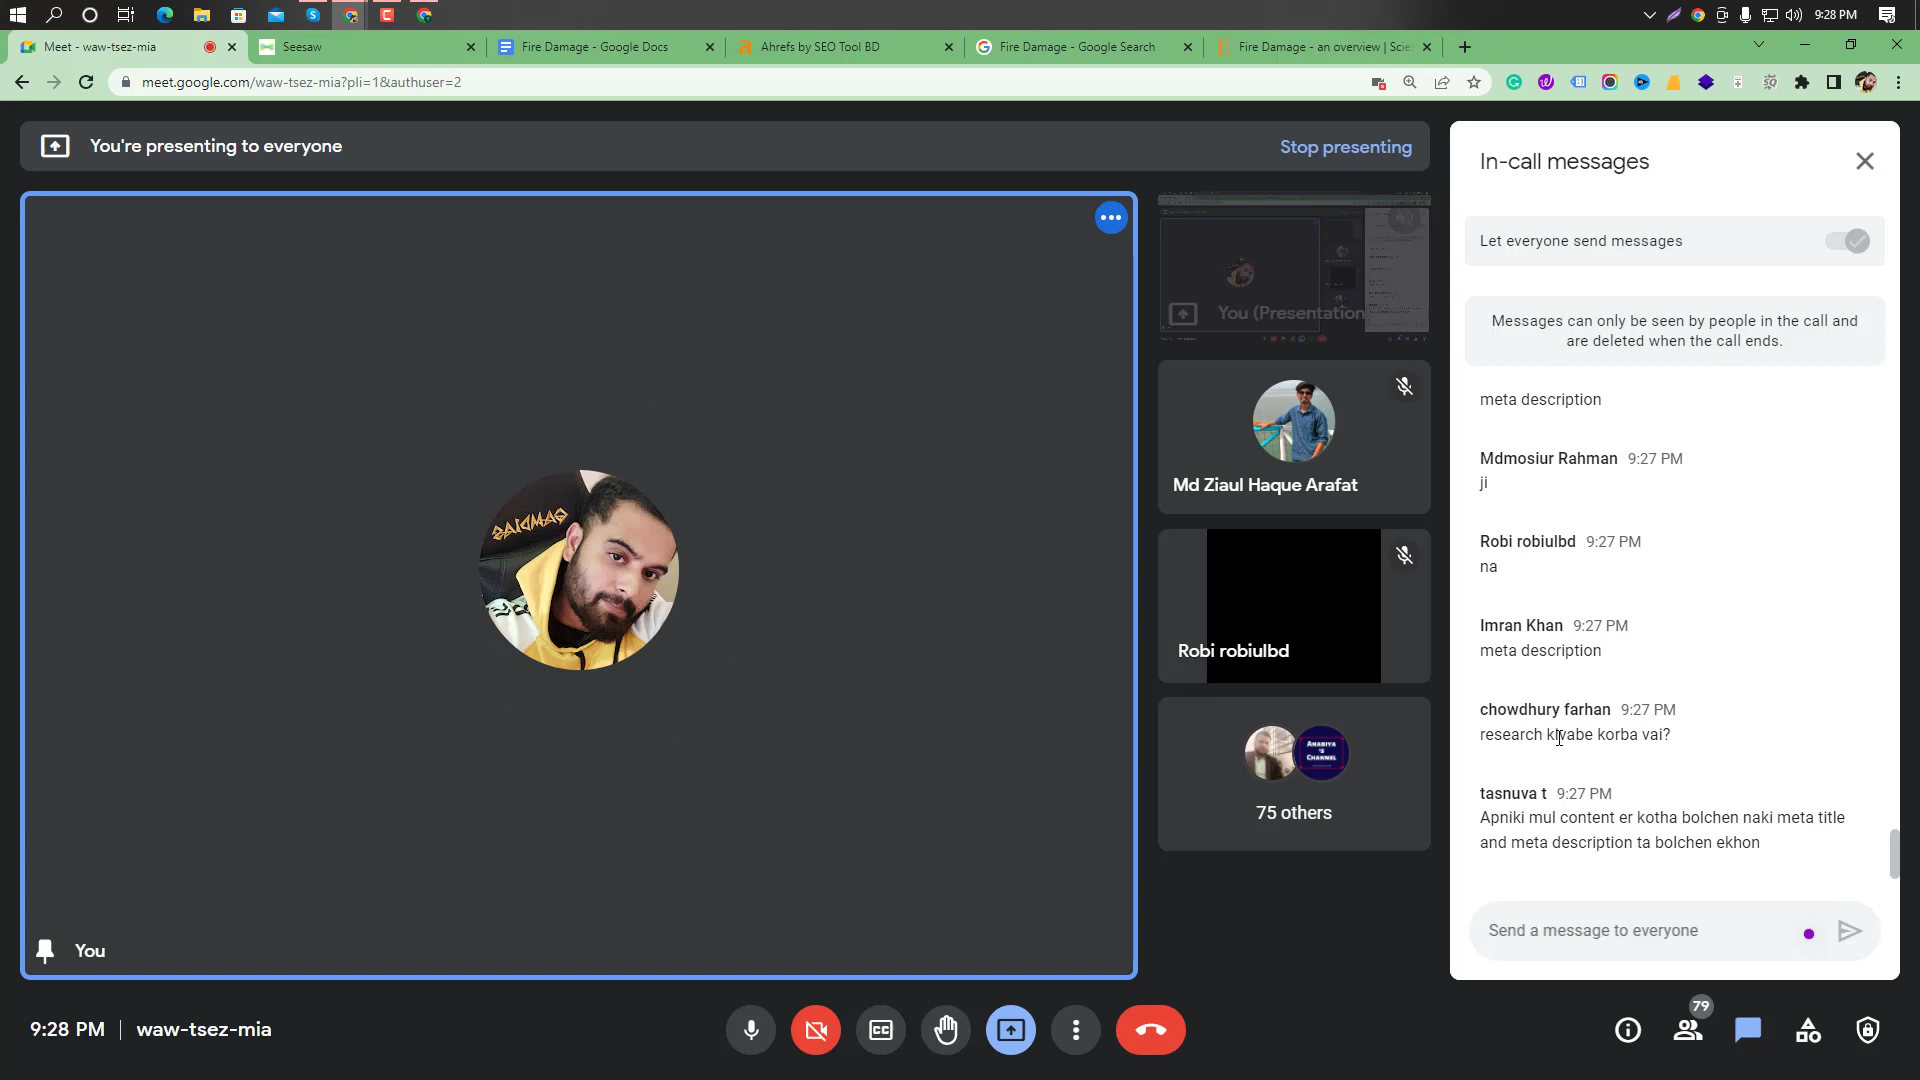 9:28 PM
Meet - waw-tsez-mia
Seesaw
Fire Damage - Google Docs
Ahrefs by SEO Tool BD
Fire Damage - Google Search
Fire Damage - an overview | Scie
meet.google.com/waw-tsez-mia?pli=1&authuser=2
You're presenting to everyone
Stop presenting
You (Presentation
Md Ziaul Haque Arafat
Robi robiulbd
ANABIYA
'S
CHANNEL
75 others
You
In-call messages
Let everyone send messages
Messages can only be seen by people in the call and
are deleted when the call ends.
meta description
Mdmosiur Rahman 9:27 PM
ji
Robi robiulbd 9:27 PM
na
Imran Khan 9:27 PM
meta description
chowdhury farhan 9:27 PM
research kivabe korba vai?
tasnuva t 9:27 PM
Apniki mul content er kotha bolchen naki meta title
and meta description ta bolchen ekhon
Send a message to everyone
9:28 PM | waw-tsez-mia
79